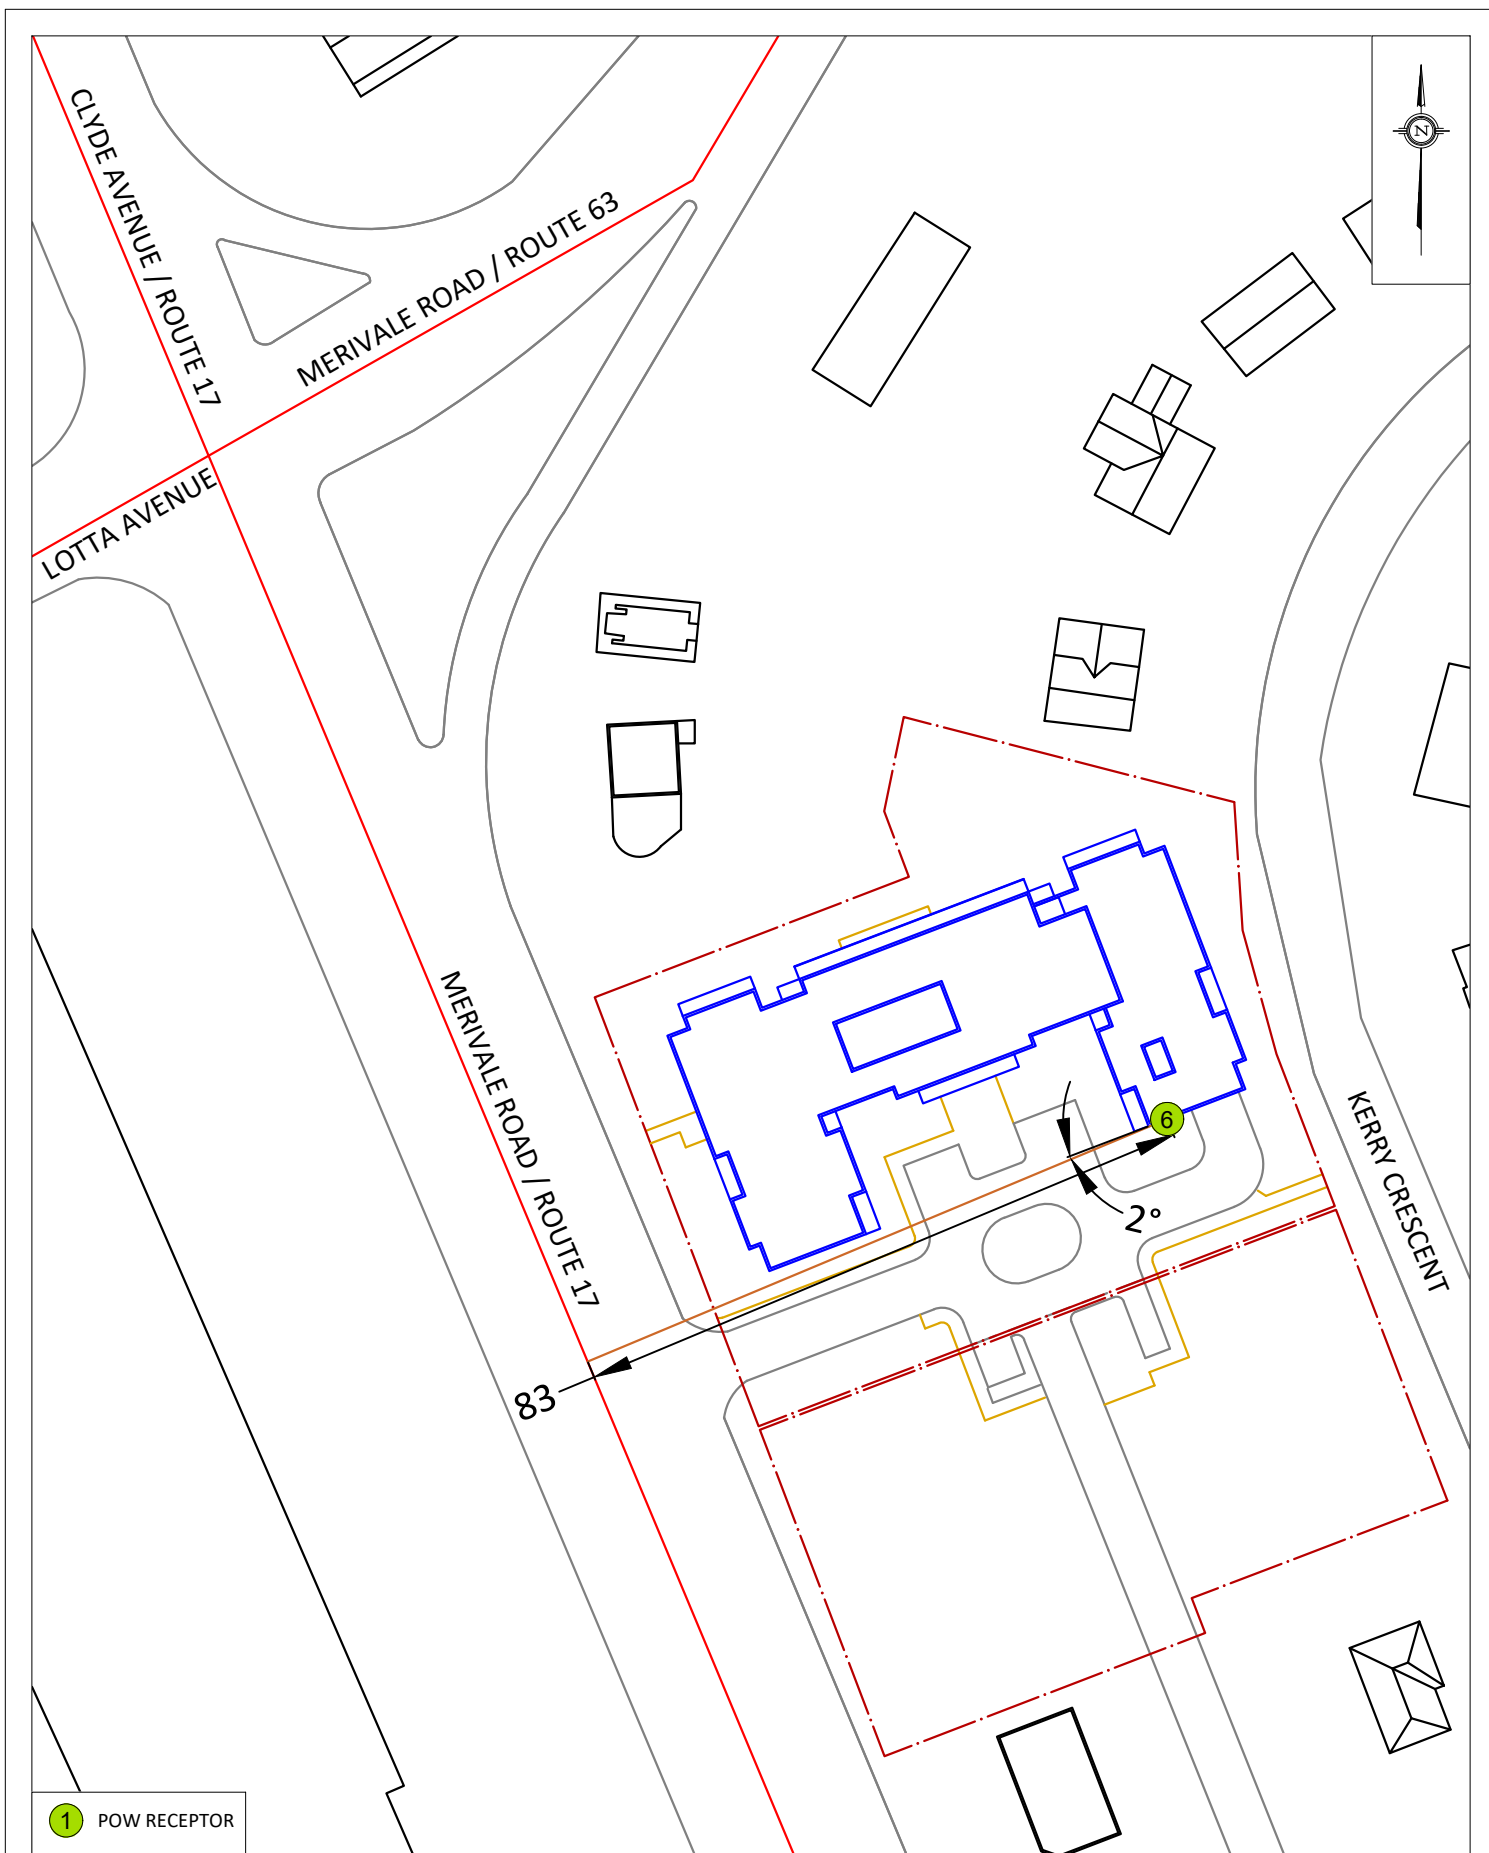 CLYDE AVENUE / ROUTE 17
N
MERIVALE ROAD / ROUTE 63
LOTTA AVENUE
MERIVALE ROAD / ROUTE 17
6
2°
KERRY CRESCENT
83
1 POW RECEPTOR